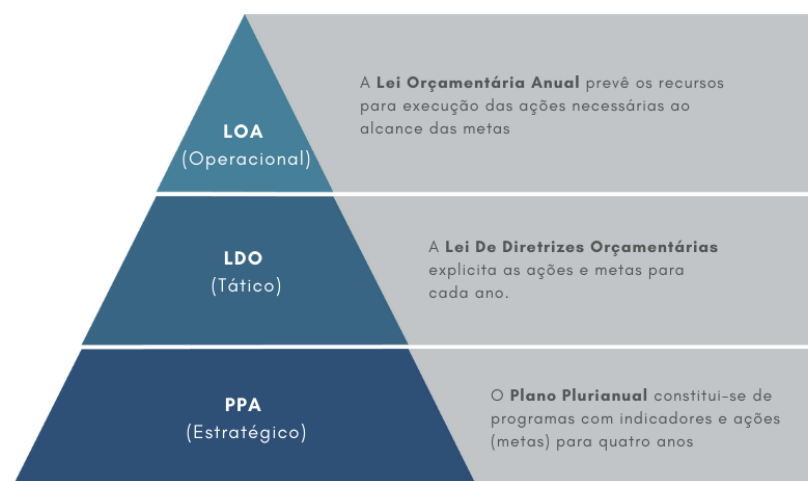 LOA
(Operacional)
A Lei Orçamentária Anual prevê os recursos
para execução das ações necessárias ao
alcance das metas
LDO
(Tático)
A Lei De Diretrizes Orçamentárias
explicita as ações e metas para
cada ano.
PPA
(Estratégico)
O Plano Plurianual constitui-se de
programas com indicadores e ações
(metas) para quatro anos